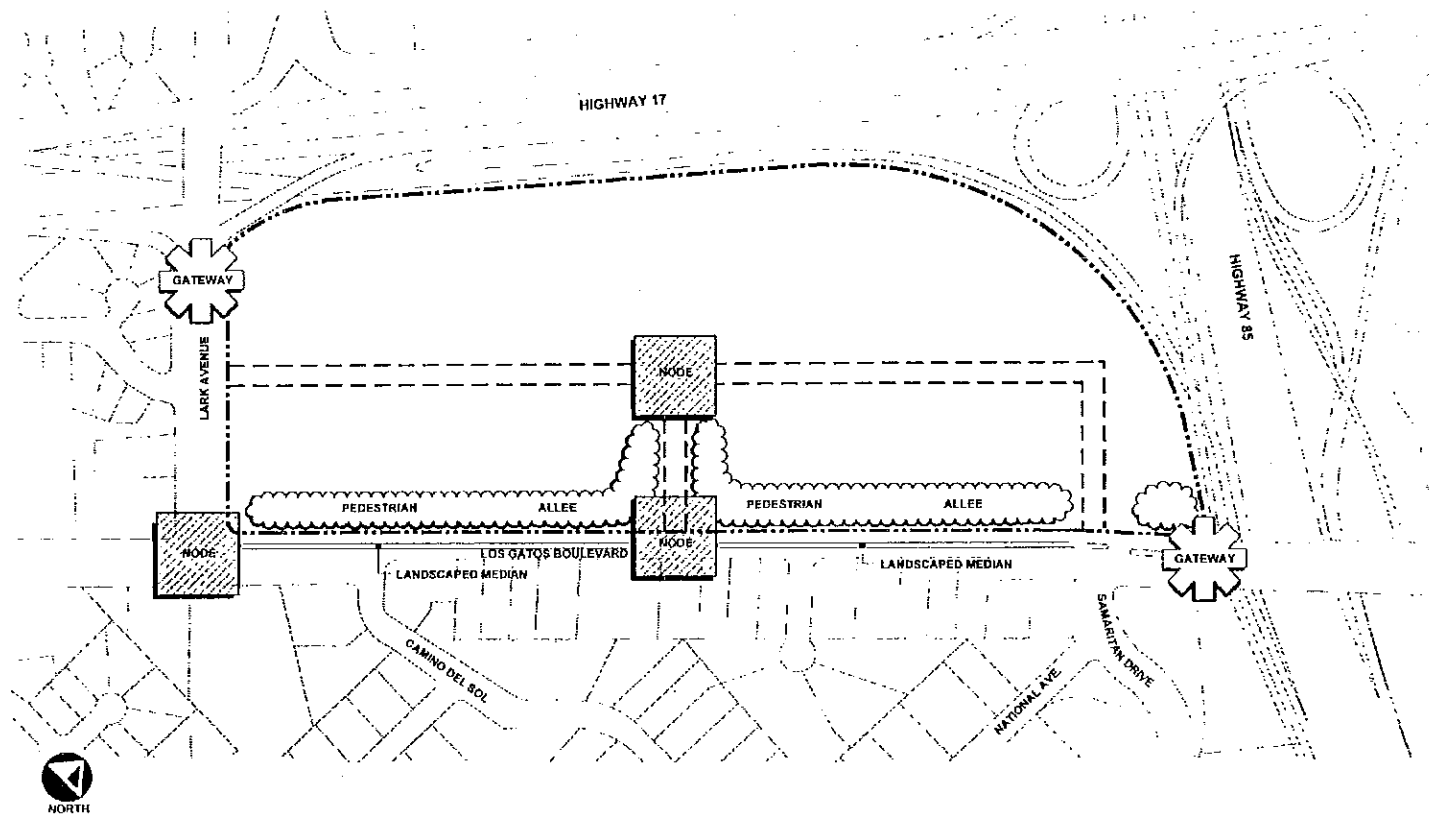 HIGHWAY 17
HIGHWAY 85
GATEWAY
LARK AVENUE
NODE
PEDESTRIAN ALLEE
PEDESTRIAN ALLEE
NODE
LOS GATOS BOULEVARD
NODE
GATEWAY
LANDSCAPED MEDIAN
LANDSCAPED MEDIAN
CAMINO DEL SOL
NATIONAL AVE.
SAMARITAN DRIVE
NORTH